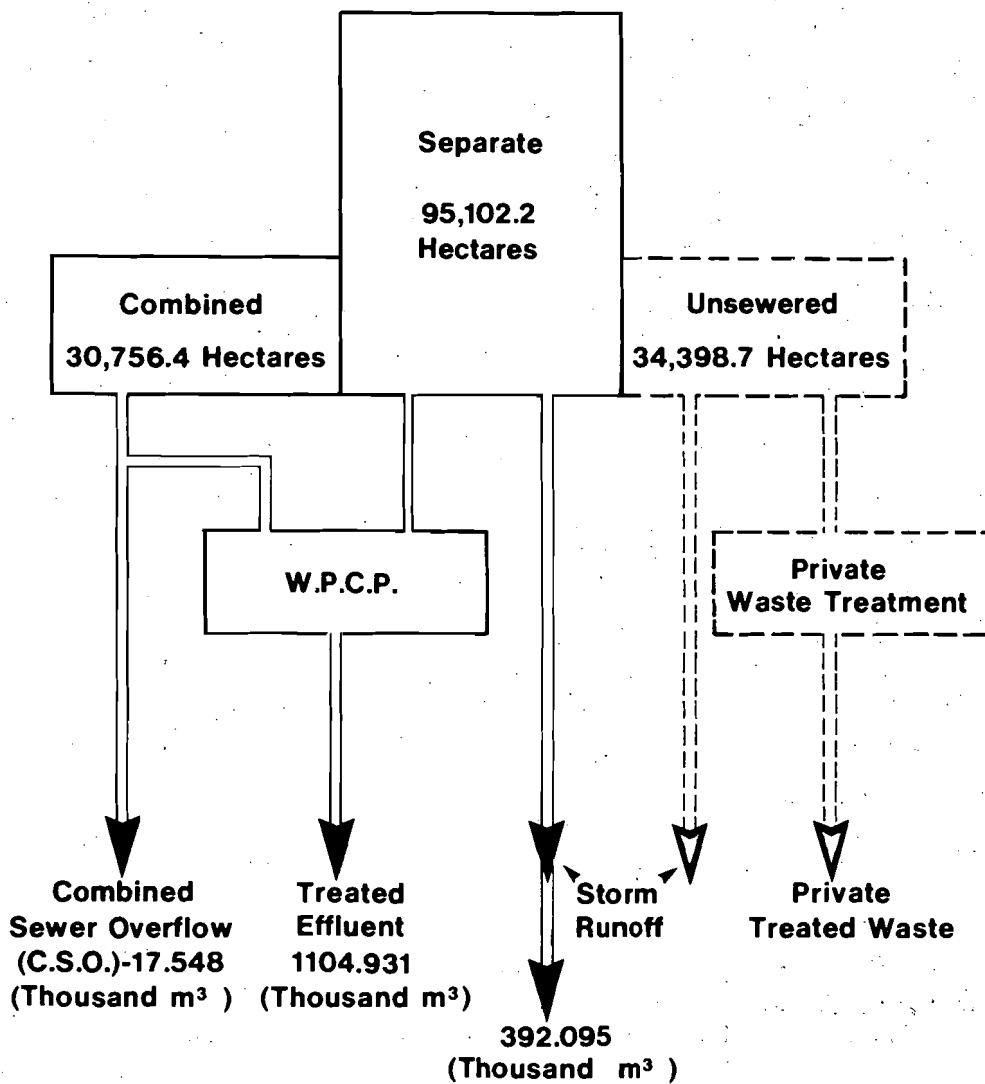 Separate
95,102.2
Hectares
Combined
30,756.4 Hectares
Unsewered
34,398.7 Hectares
W.P.C.P.
Private
Waste Treatment
Combined
Sewer Overflow
(C.S.O.)-17.548
(Thousand m³ )
Treated
Effluent
1104.931
(Thousand m³)
Storm
Runoff
Private
Treated Waste
392.095
(Thousand m³ )